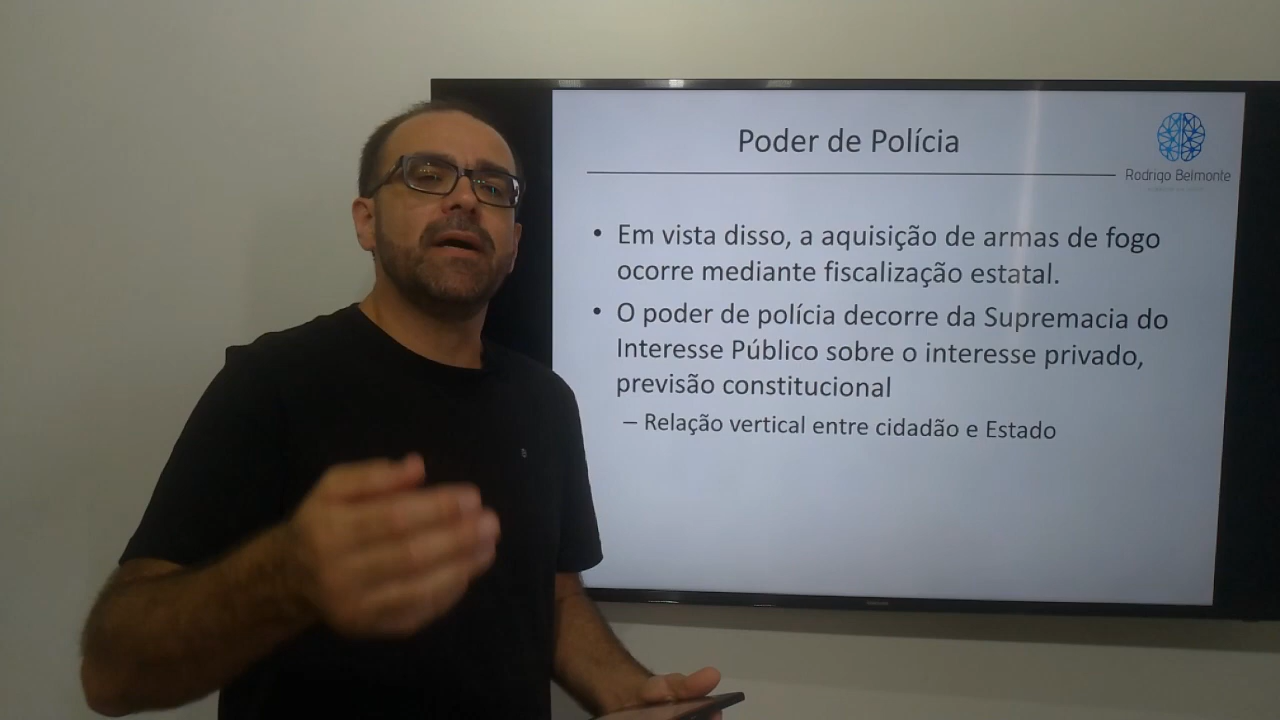 Poder de Polícia
Rodrigo Belmonte
• Em vista disso, a aquisição de armas de fogo
ocorre mediante fiscalização estatal.
• O poder de polícia decorre da Supremacia do
Interesse Público sobre o interesse privado,
previsão constitucional
– Relação vertical entre cidadão e Estado